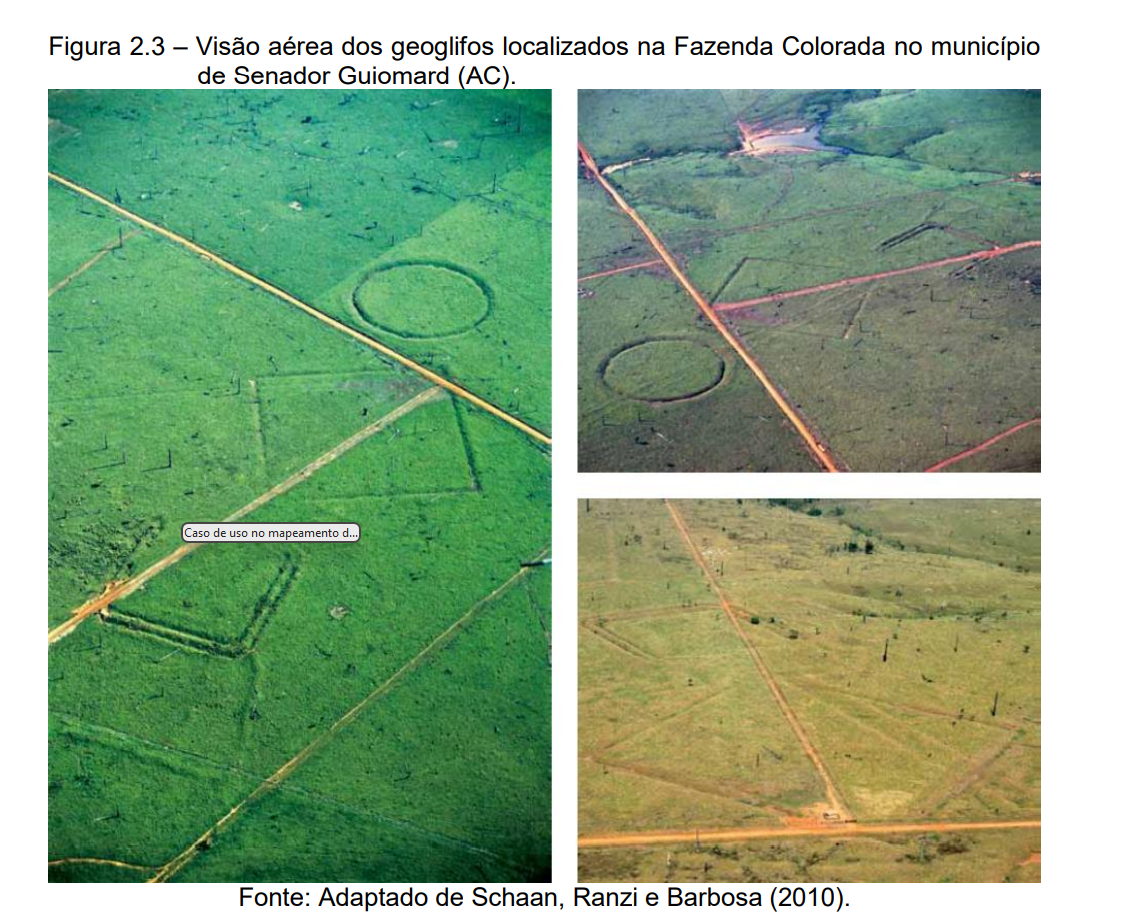 Figura 2.3 – Visão aérea dos geoglifos localizados na Fazenda Colorada no município
de Senador Guiomard (AC).
Caso de uso no mapeamento d...
Fonte: Adaptado de Schaan, Ranzi e Barbosa (2010).